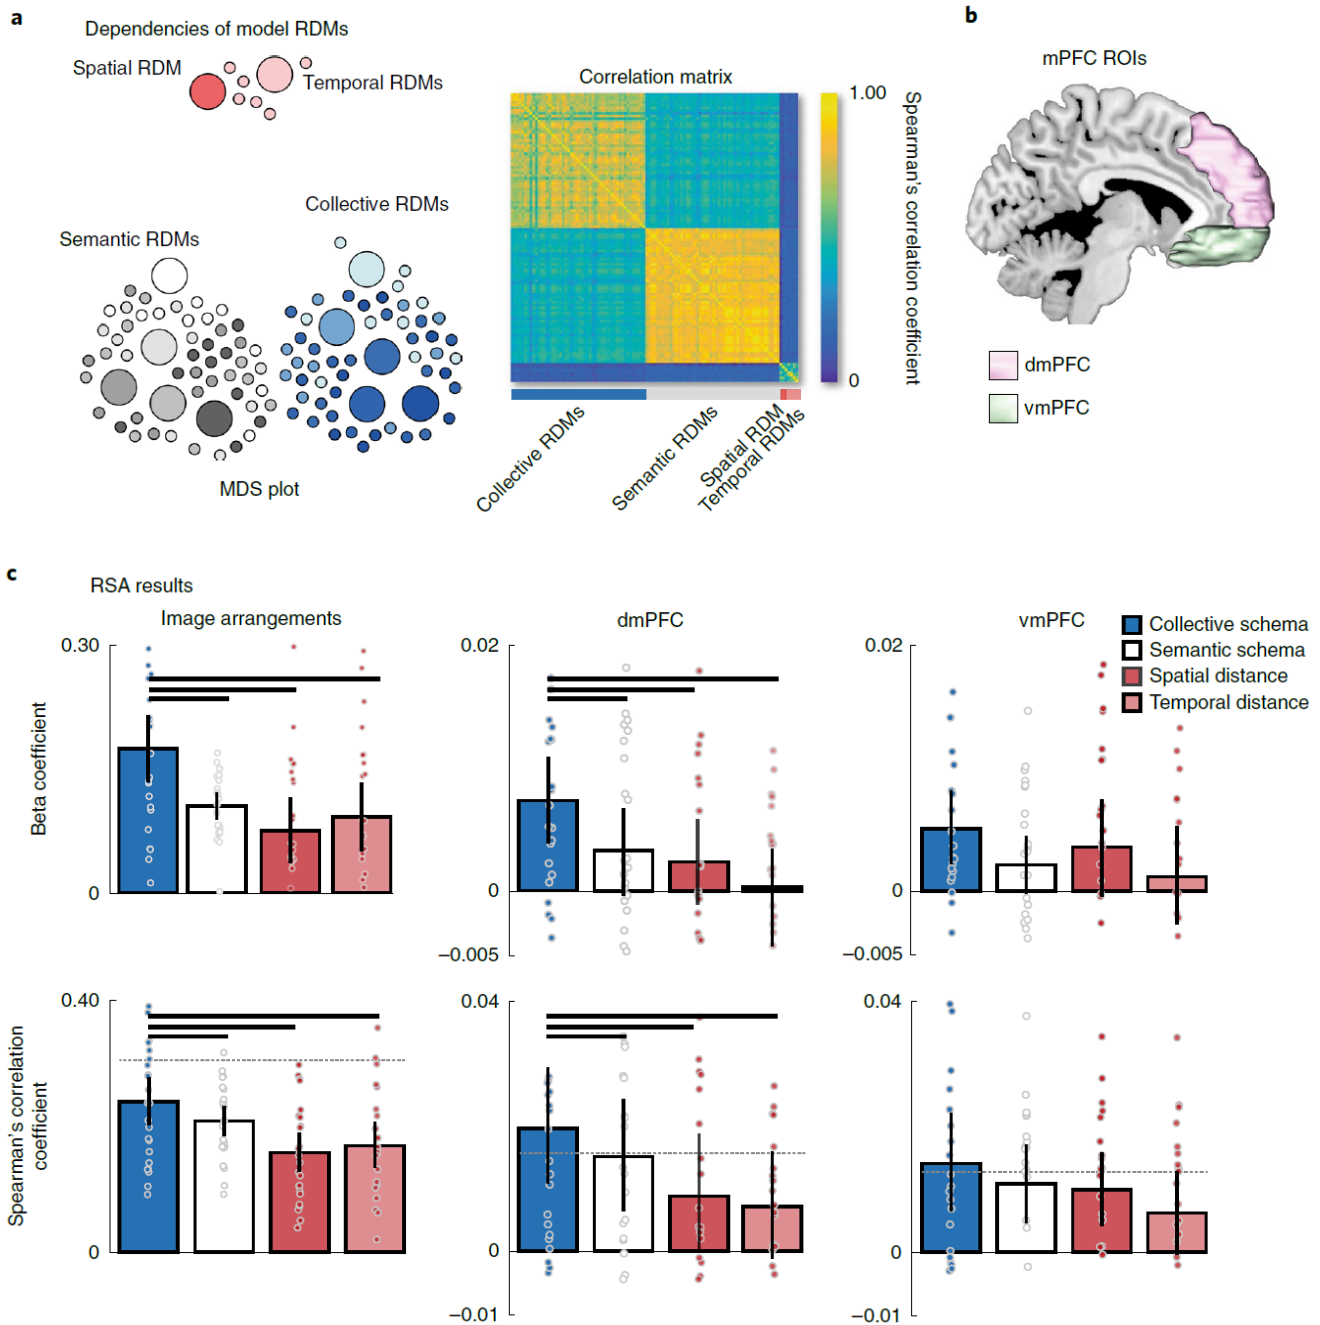 a
Dependencies of model RDMs
Spatial RDM
Temporal RDMs
Collective RDMs
Semantic RDMs
MDS plot
Correlation matrix
1.00
0
Spearman's correlation coefficient
Collective RDMs
Semantic RDMs
Spatial RDM
Temporal RDMs
b
mPFC ROIs
dmPFC
vmPFC
c
RSA results
Image arrangements
dmPFC
vmPFC
Collective schema
Semantic schema
Spatial distance
Temporal distance
Beta coefficient
0.30
0
0.02
0
–0.005
0.02
0
–0.005
Spearman's correlation
coefficient
0.40
0
0.04
0
–0.01
0.04
0
–0.01